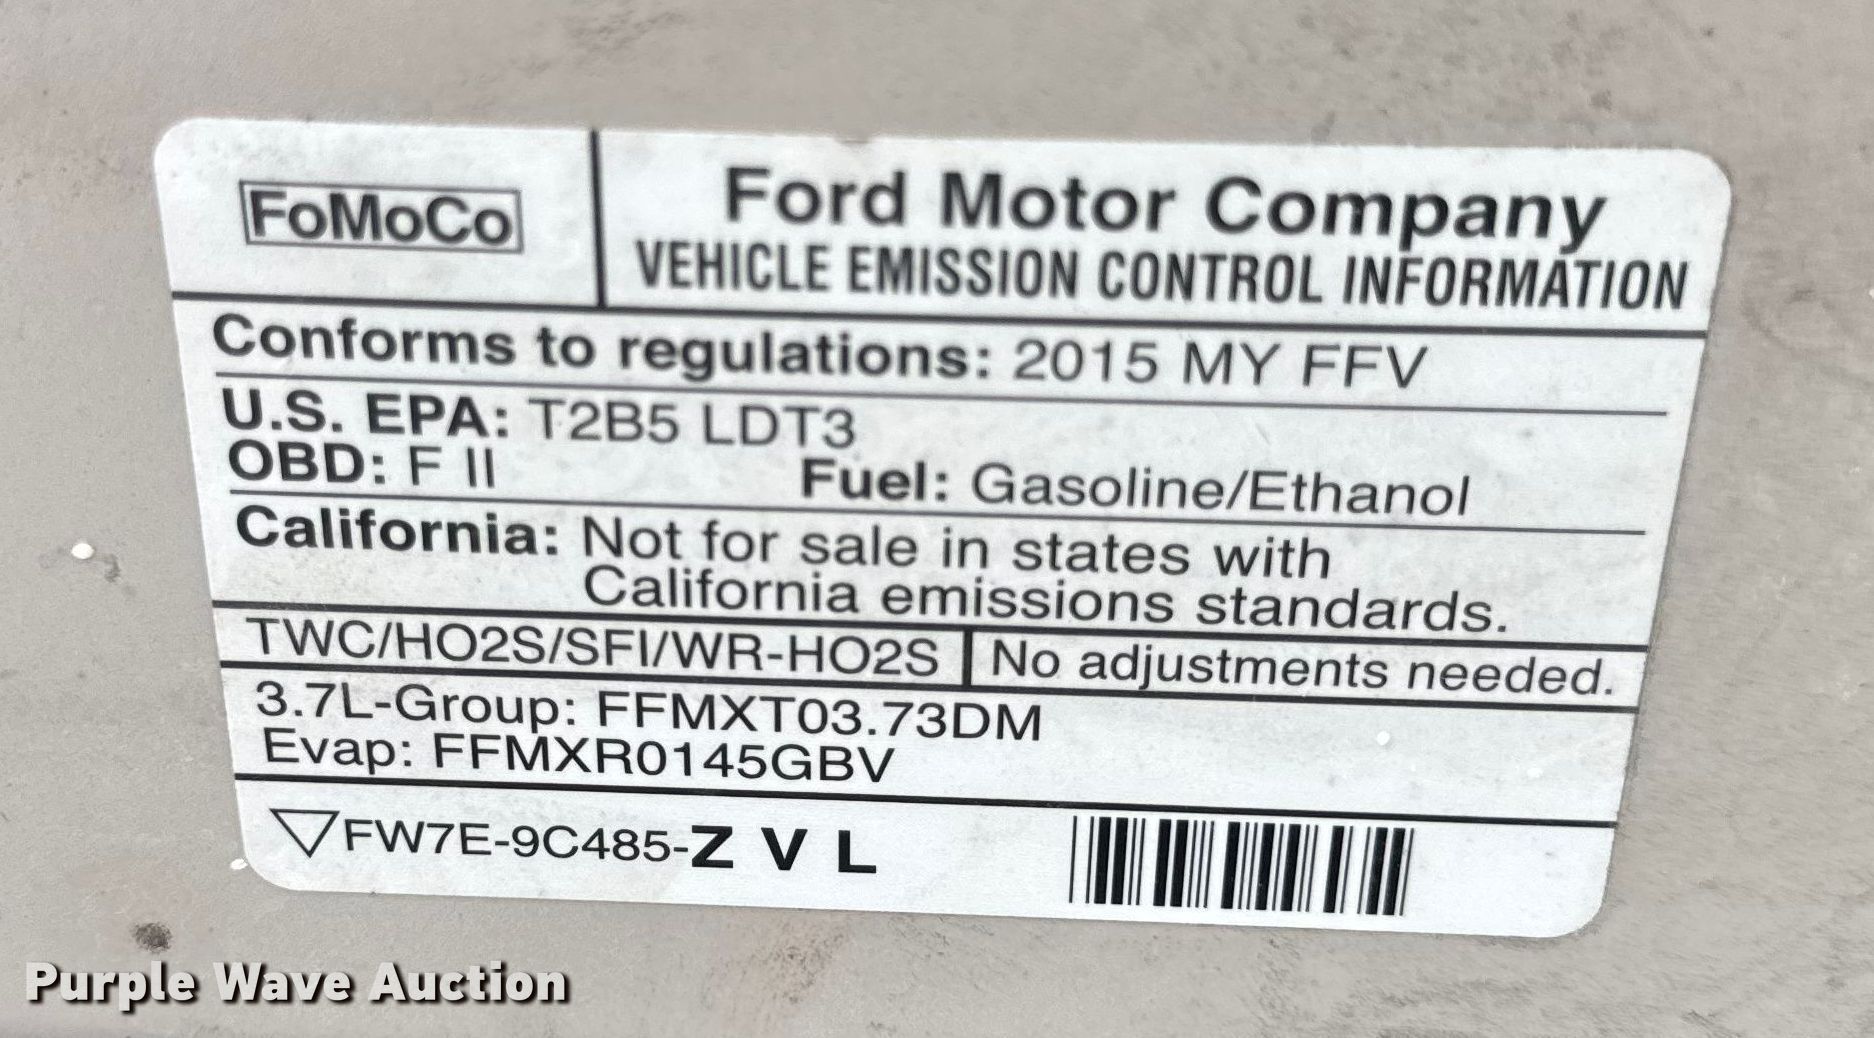 FoMoCo
Ford Motor Company
VEHICLE EMISSION CONTROL INFORMATION
Conforms to regulations: 2015 MY FFV
U.S. EPA: T2B5 LDT3
OBD: F II Fuel: Gasoline/Ethanol
California: Not for sale in states with
California emissions standards.
TWC/HO2S/SFI/WR-HO2S No adjustments needed.
3.7L-Group: FFMXT03.73DM
Evap: FFMXR0145GBV
FW7E-9C485-Z V L
Purple Wave Auction